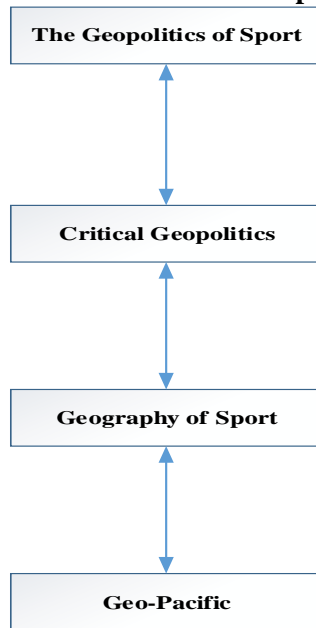 The Geopolitics of Sport
Critical Geopolitics
Geography of Sport
Geo-Pacific